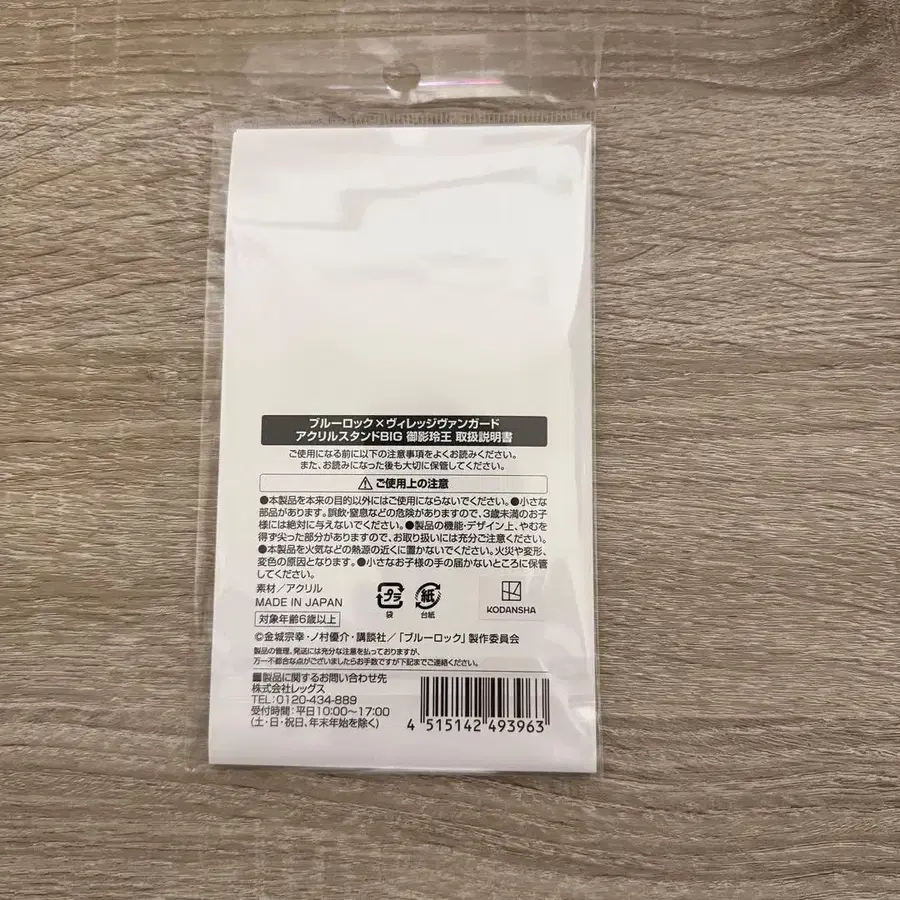 ブルーロック×ヴィレッジヴァンガード
アクリルスタンドBIG 御影玲王 取扱説明書
ご使用になる前に以下の注意事項をよくお読みください。
また、お読みになった後も大切に保管してください。
⚠ご使用上の注意
●本製品を本来の目的以外にはご使用にならないでください。●小さな
部品があります。誤飲・窒息などの危険がありますので、3歳未満のお子
様には絶対に与えないでください。●製品の機能・デザイン上、やむを
得ず尖った部分がありますので、お取り扱いには充分ご注意ください。
●本製品を火気などの熱源の近くに置かないでください。火災や変形、
変色の原因となります。●小さなお子様の手の届かないところに保管
してください。
素材/アクリル
MADE IN JAPAN
対象年齢6歳以上
プラ
袋
紙
台紙
KODANSHA
©金城宗幸・ノ村優介・講談社/「ブルーロック」製作委員会
製品の管理、発送には充分な注意を払っておりますが、
万一不都合な点がございましたらお手数ですが下記までご連絡ください。
■製品に関するお問い合わせ先
株式会社レッグス
TEL:0120-434-889
受付時間:平日10:00〜17:00
(土・日・祝日、年末年始を除く)
4 515142 493963